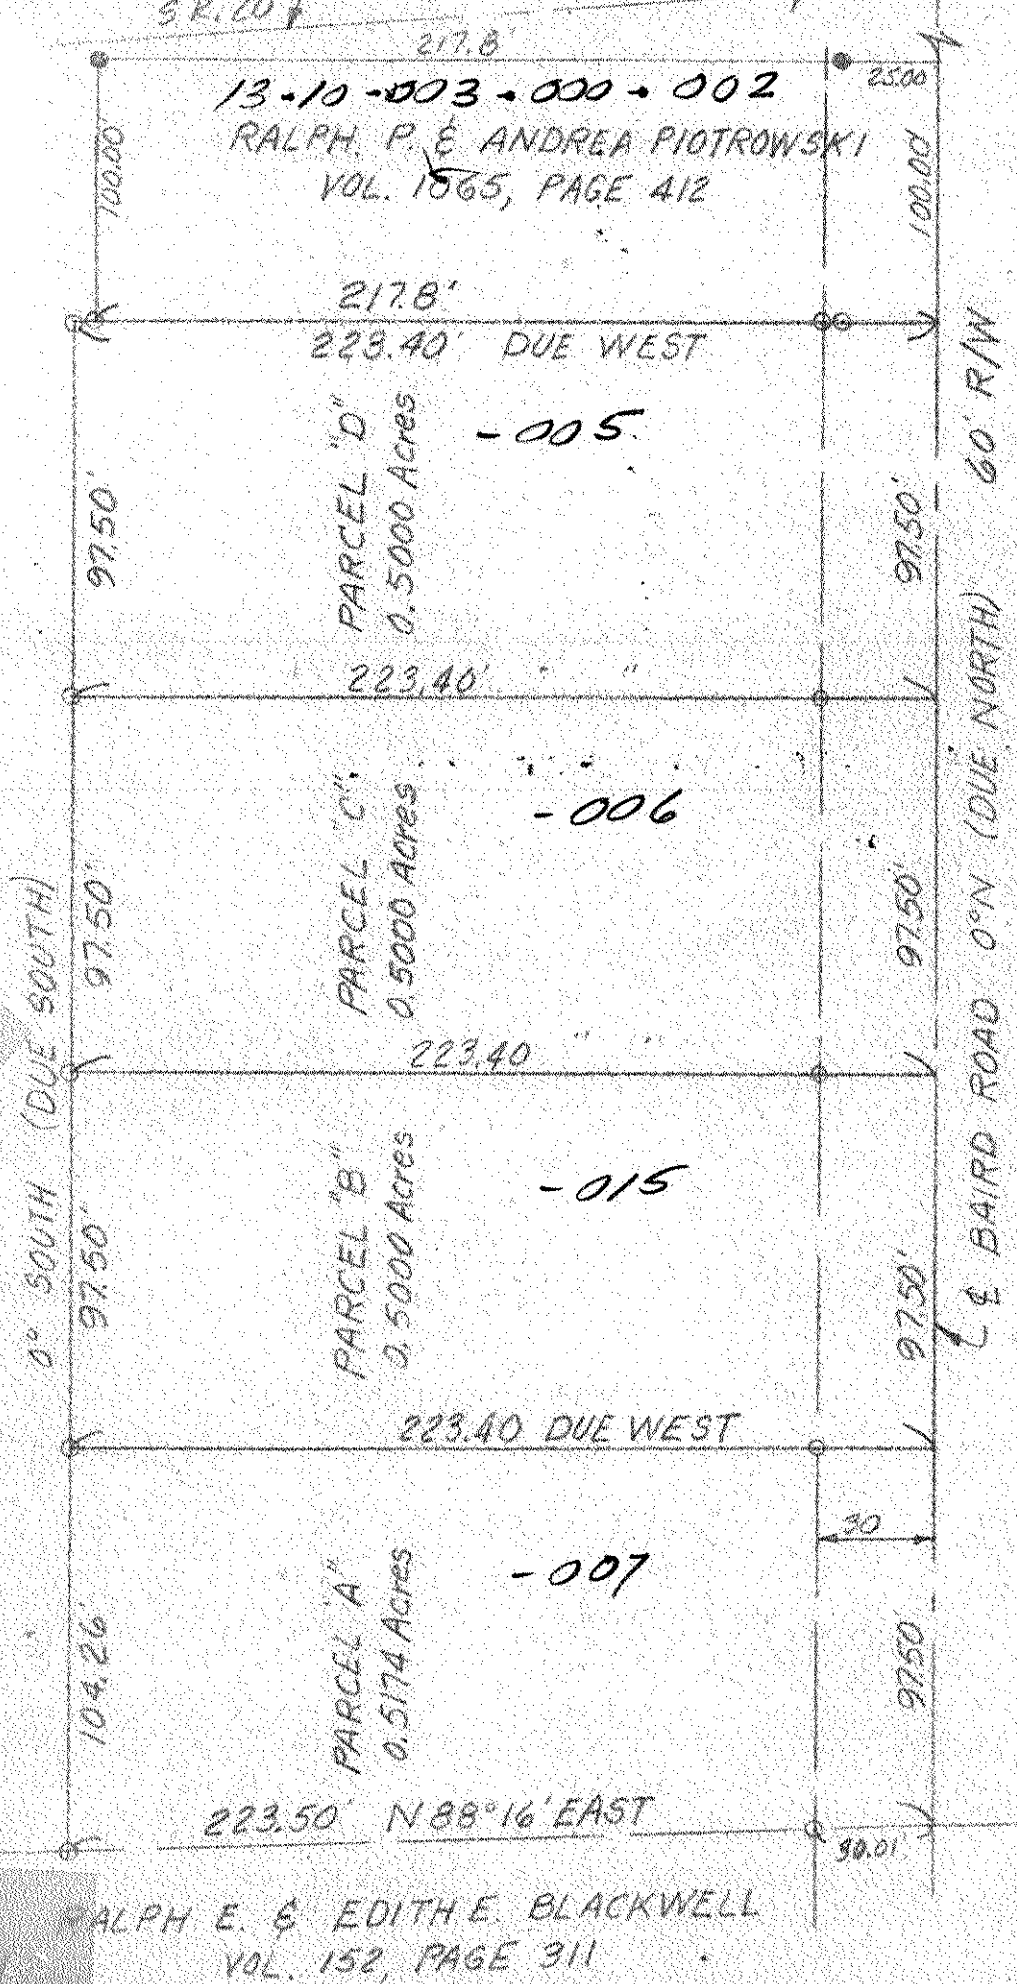 217.8'
25.00
13-10-003-000-002
RALPH. P. & ANDREA PIOTROWSKI
VOL. 1065, PAGE 412
100.00'
100.00'
217.8'
223.40' DUE WEST
60' R/W
PARCEL "D"
0.5000 Acres
-005
97.50'
97.50'
223.40' " "
PARCEL "C"
0.5000 Acres
-006
97.50'
97.50'
0° SOUTH (DUE SOUTH)
℄ BAIRD ROAD 0°N (DUE NORTH)
223.40 " "
PARCEL "B"
0.5000 Acres
-015
97.50'
97.50'
223.40 DUE WEST
30
PARCEL "A"
0.5174 Acres
-007
104.26'
97.50'
223.50' N 88°16' EAST
30.01'
RALPH E. & EDITH E. BLACKWELL
VOL. 152, PAGE 311